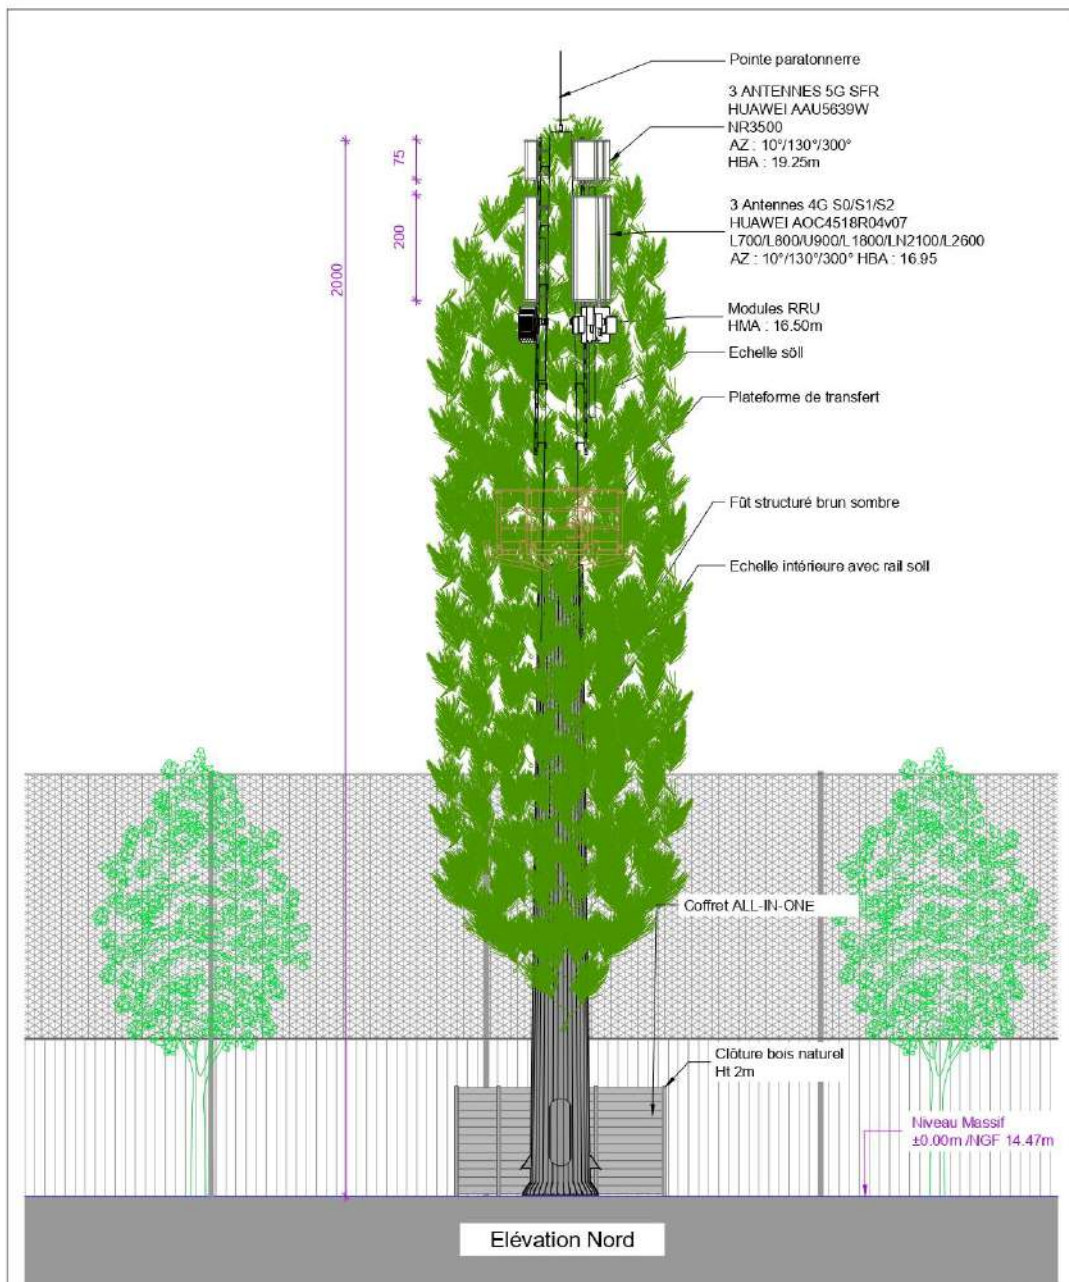 Pointe paratonnerre
3 ANTENNES 5G SFR
HUAWEI AAU5639W
NR3500
AZ : 10°/130°/300°
HBA : 19.25m
75
200
2000
3 Antennes 4G S0/S1/S2
HUAWEI AOC4518R04v07
L700/L800/U900/L1800/LN2100/L2600
AZ : 10°/130°/300° HBA : 16.95
Modules RRU
HMA : 16.50m
Echelle söll
Plateforme de transfert
Fût structuré brun sombre
Echelle intérieure avec rail söll
Coffret ALL-IN-ONE
Clôture bois naturel
Ht 2m
Niveau Massif
±0.00m /NGF 14.47m
Elévation Nord